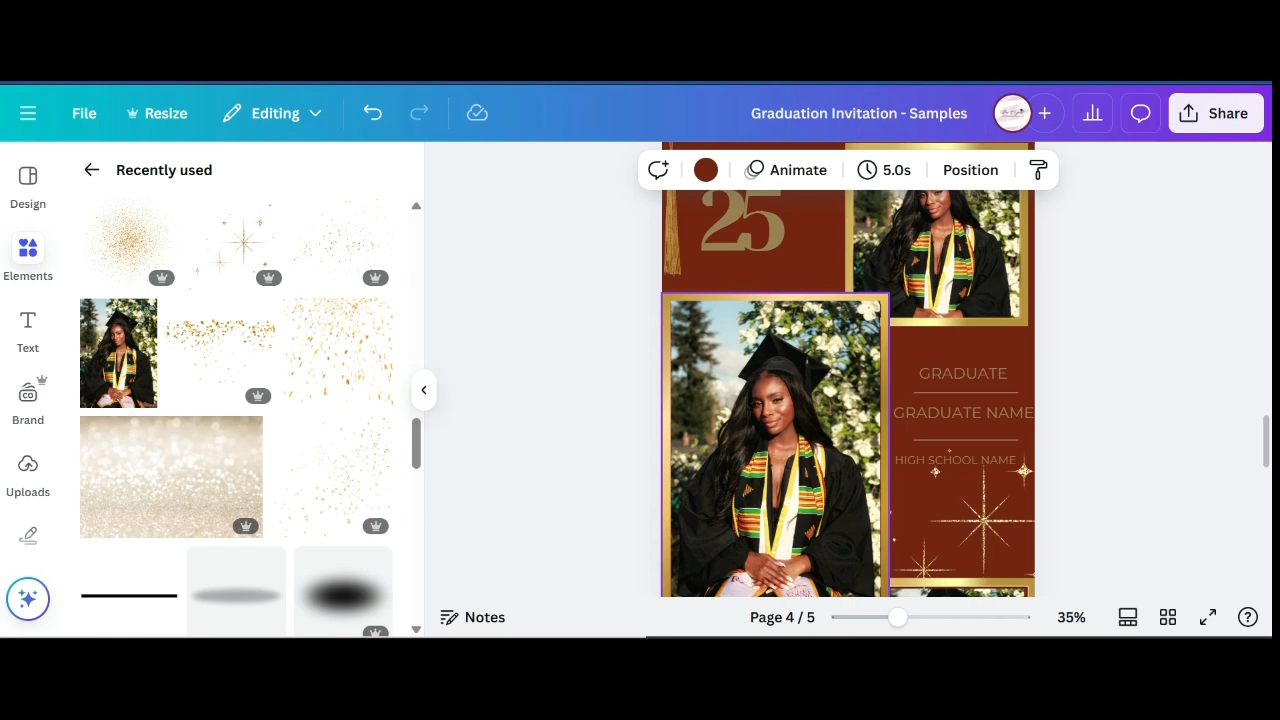 File
Resize
Editing
Graduation Invitation - Samples
Share
Design
Elements
Text
Brand
Uploads
Recently used
Animate
5.0s
Position
25
GRADUATE
GRADUATE NAME
HIGH SCHOOL NAME
Notes
Page 4 / 5
35%